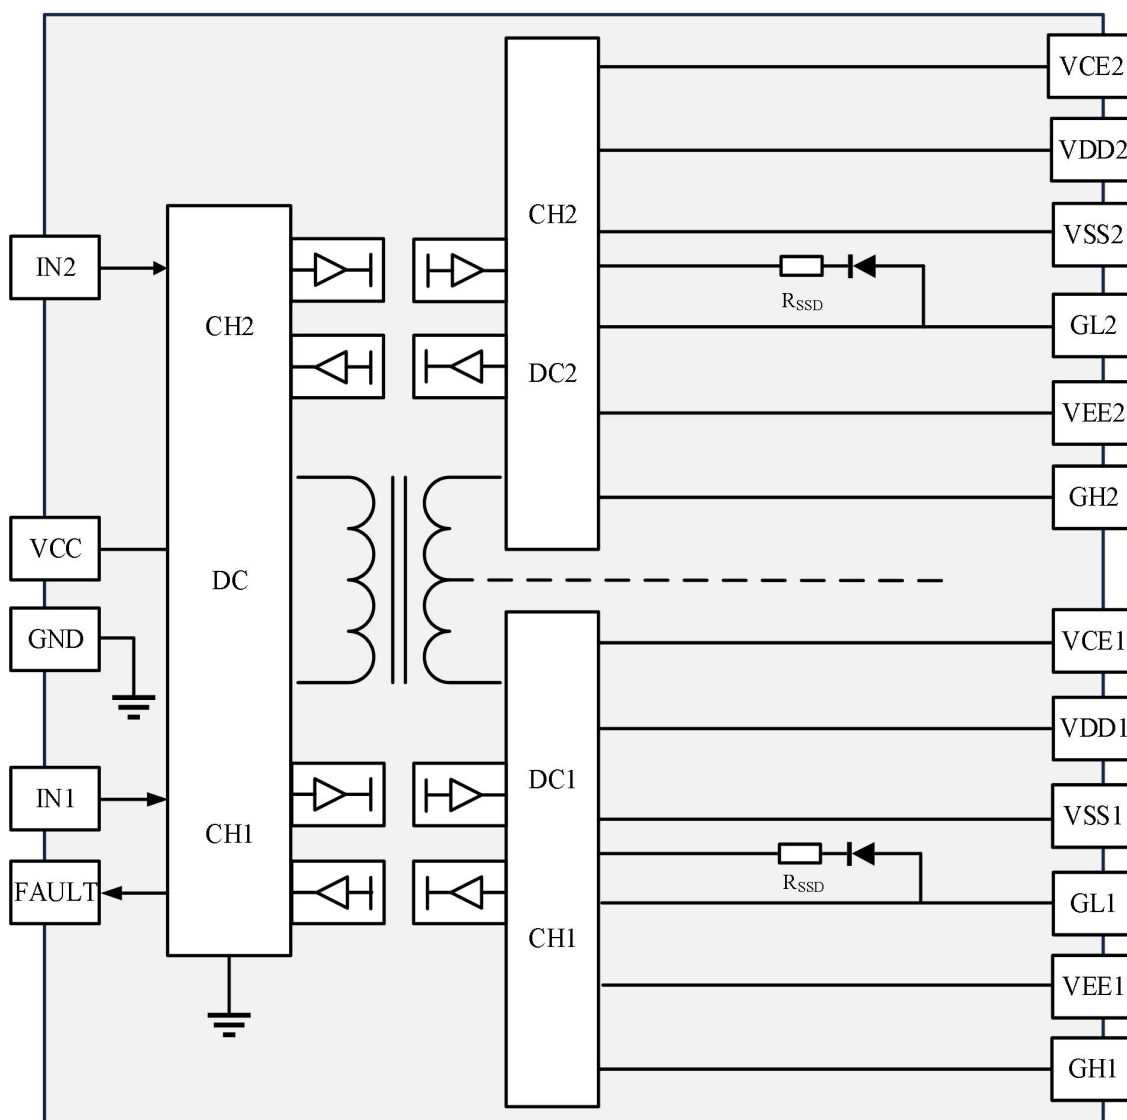 VCE2
VDD2
CH2
VSS2
IN2
R_SSD
CH2
GL2
DC2
VEE2
GH2
VCC
DC
GND
VCE1
VDD1
DC1
IN1
VSS1
CH1
R_SSD
FAULT
GL1
CH1
VEE1
GH1